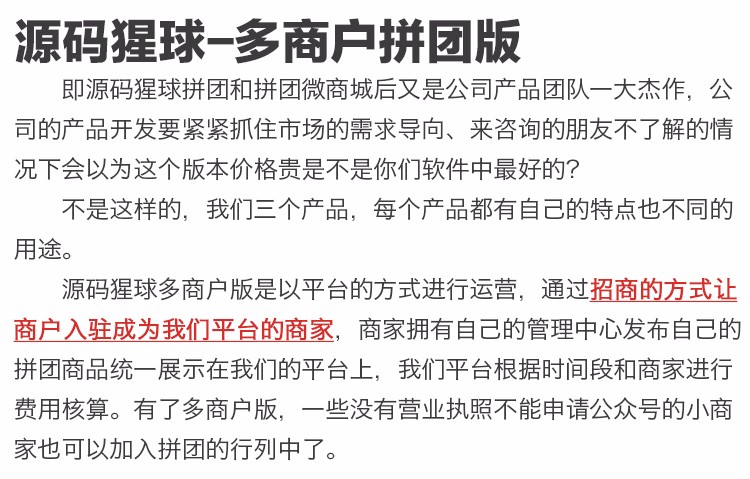 源码猩球–多商户拼团版
即源码猩球拼团和拼团微商城后又是公司产品团队一大杰作，公
司的产品开发要紧紧抓住市场的需求导向、来咨询的朋友不了解的情
况下会以为这个版本价格贵是不是你们软件中最好的？
不是这样的，我们三个产品，每个产品都有自己的特点也不同的
用途。
源码猩球多商户版是以平台的方式进行运营，通过招商的方式让
商户入驻成为我们平台的商家，商家拥有自己的管理中心发布自己的
拼团商品统一展示在我们的平台上，我们平台根据时间段和商家进行
费用核算。有了多商户版，一些没有营业执照不能申请公众号的小商
家也可以加入拼团的行列中了。